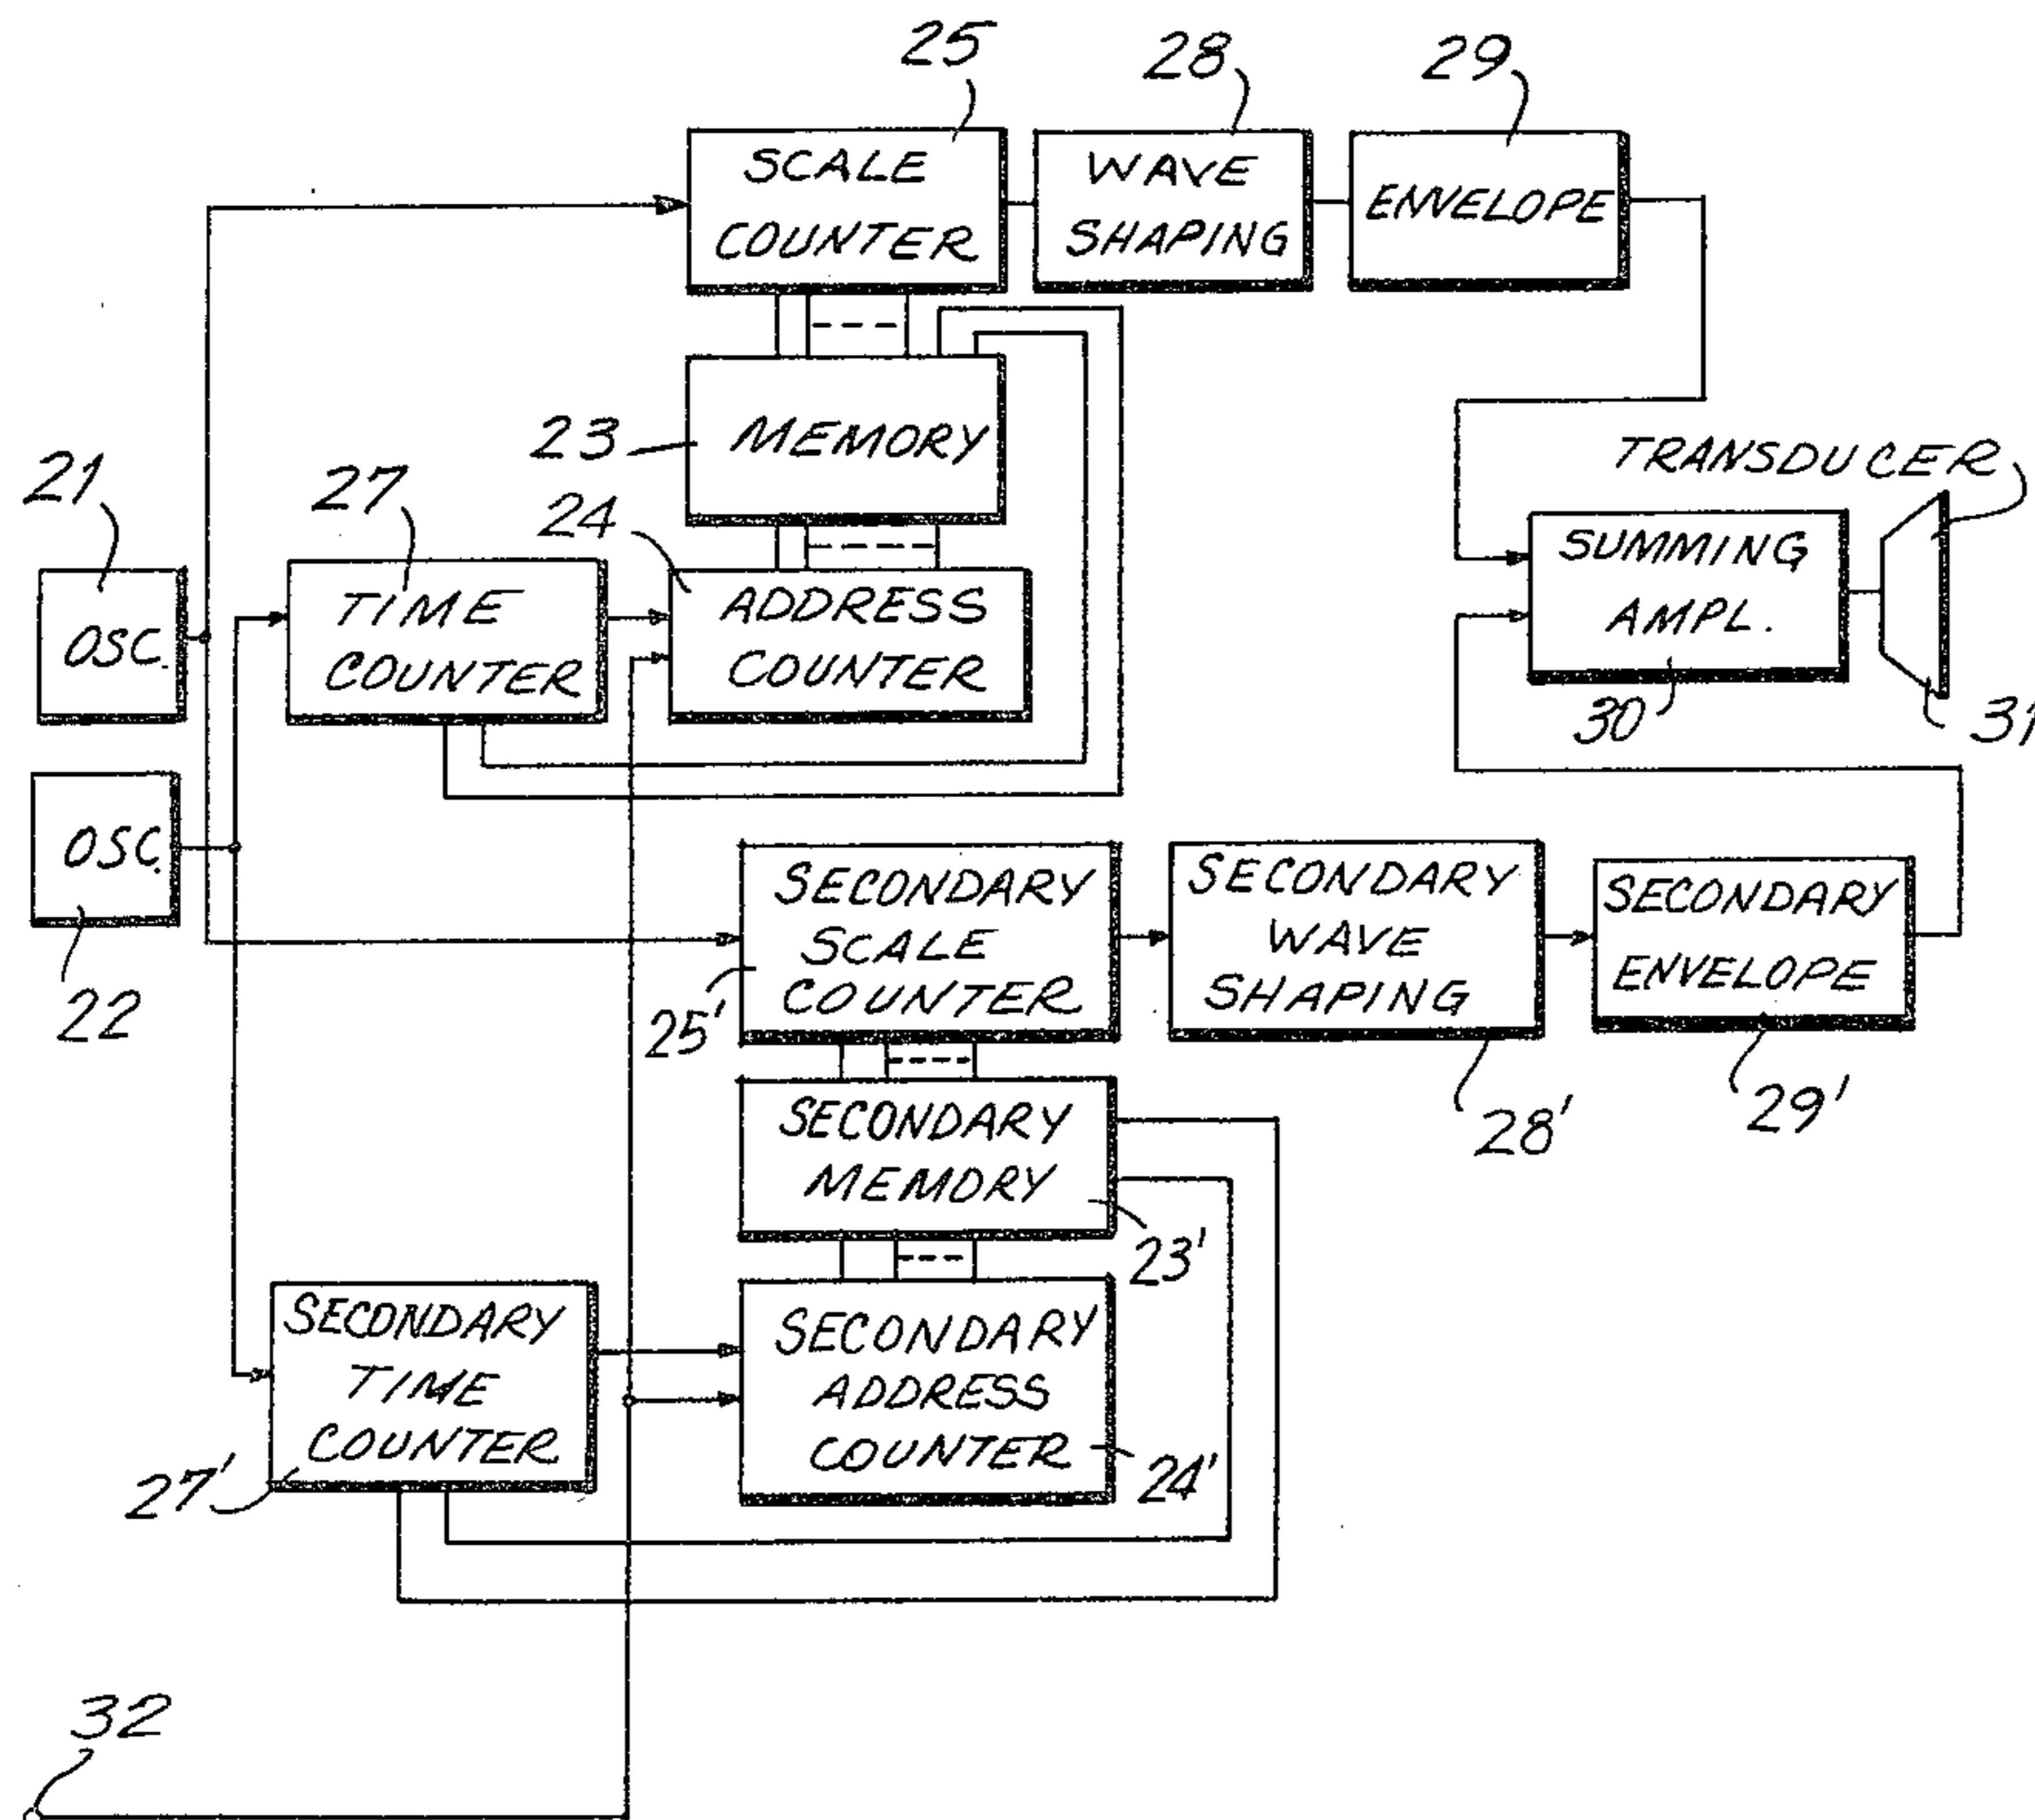 25
28
29
SCALE
COUNTER
WAVE
SHAPING
ENVELOPE
23
MEMORY
TRANSDUCER
21
27
24
OSC.
TIME
COUNTER
ADDRESS
COUNTER
SUMMING
AMPL.
30
31
OSC.
22
SECONDARY
SCALE
COUNTER
25'
SECONDARY
WAVE
SHAPING
28'
SECONDARY
ENVELOPE
29'
SECONDARY
MEMORY
23'
SECONDARY
TIME
COUNTER
27'
SECONDARY
ADDRESS
COUNTER
24'
32